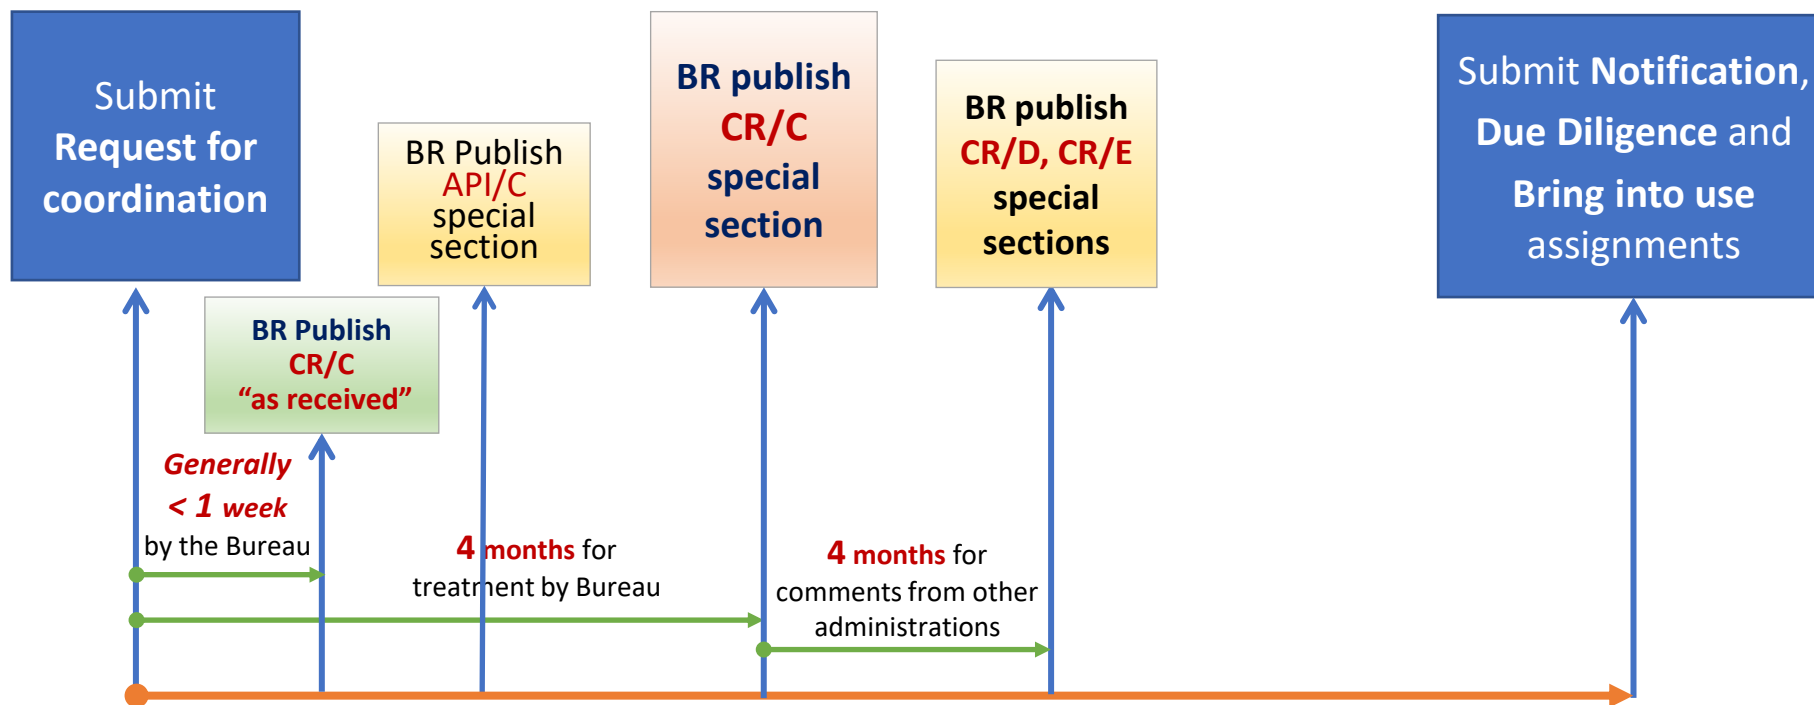 Submit
Request for
coordination
BR Publish
CR/C
“as received”
BR Publish
API/C
special
section
BR publish
CR/C
special
section
BR publish
CR/D, CR/E
special
sections
Submit Notification,
Due Diligence and
Bring into use
assignments
Generally
< 1 week
by the Bureau
4 months for
treatment by Bureau
4 months for
comments from other
administrations